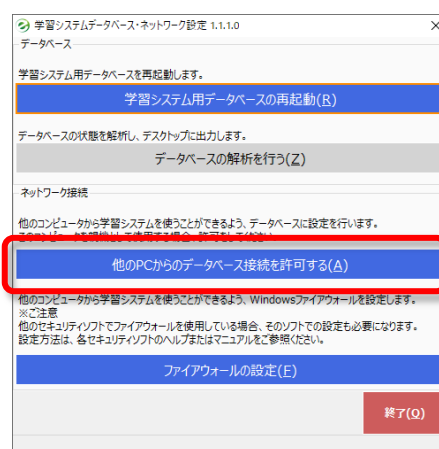 学習システムデータベース・ネットワーク設定 1.1.1.0
データベース
学習システム用データベースを再起動します。
学習システム用データベースの再起動(R)
データベースの状態を解析し、デスクトップに出力します。
データベースの解析を行う(Z)
ネットワーク接続
他のコンピュータから学習システムを使うことができるよう、データベースに設定を行います。
他のPCからのデータベース接続を許可する(A)
他のコンピュータから学習システムを使うことができるよう、Windowsファイアウォールを設定します。
※ご注意
他のセキュリティソフトでファイアウォールを使用している場合、そのソフトでの設定も必要になります。
設定方法は、各セキュリティソフトのヘルプまたはマニュアルをご参照ください。
ファイアウォールの設定(F)
終了(Q)